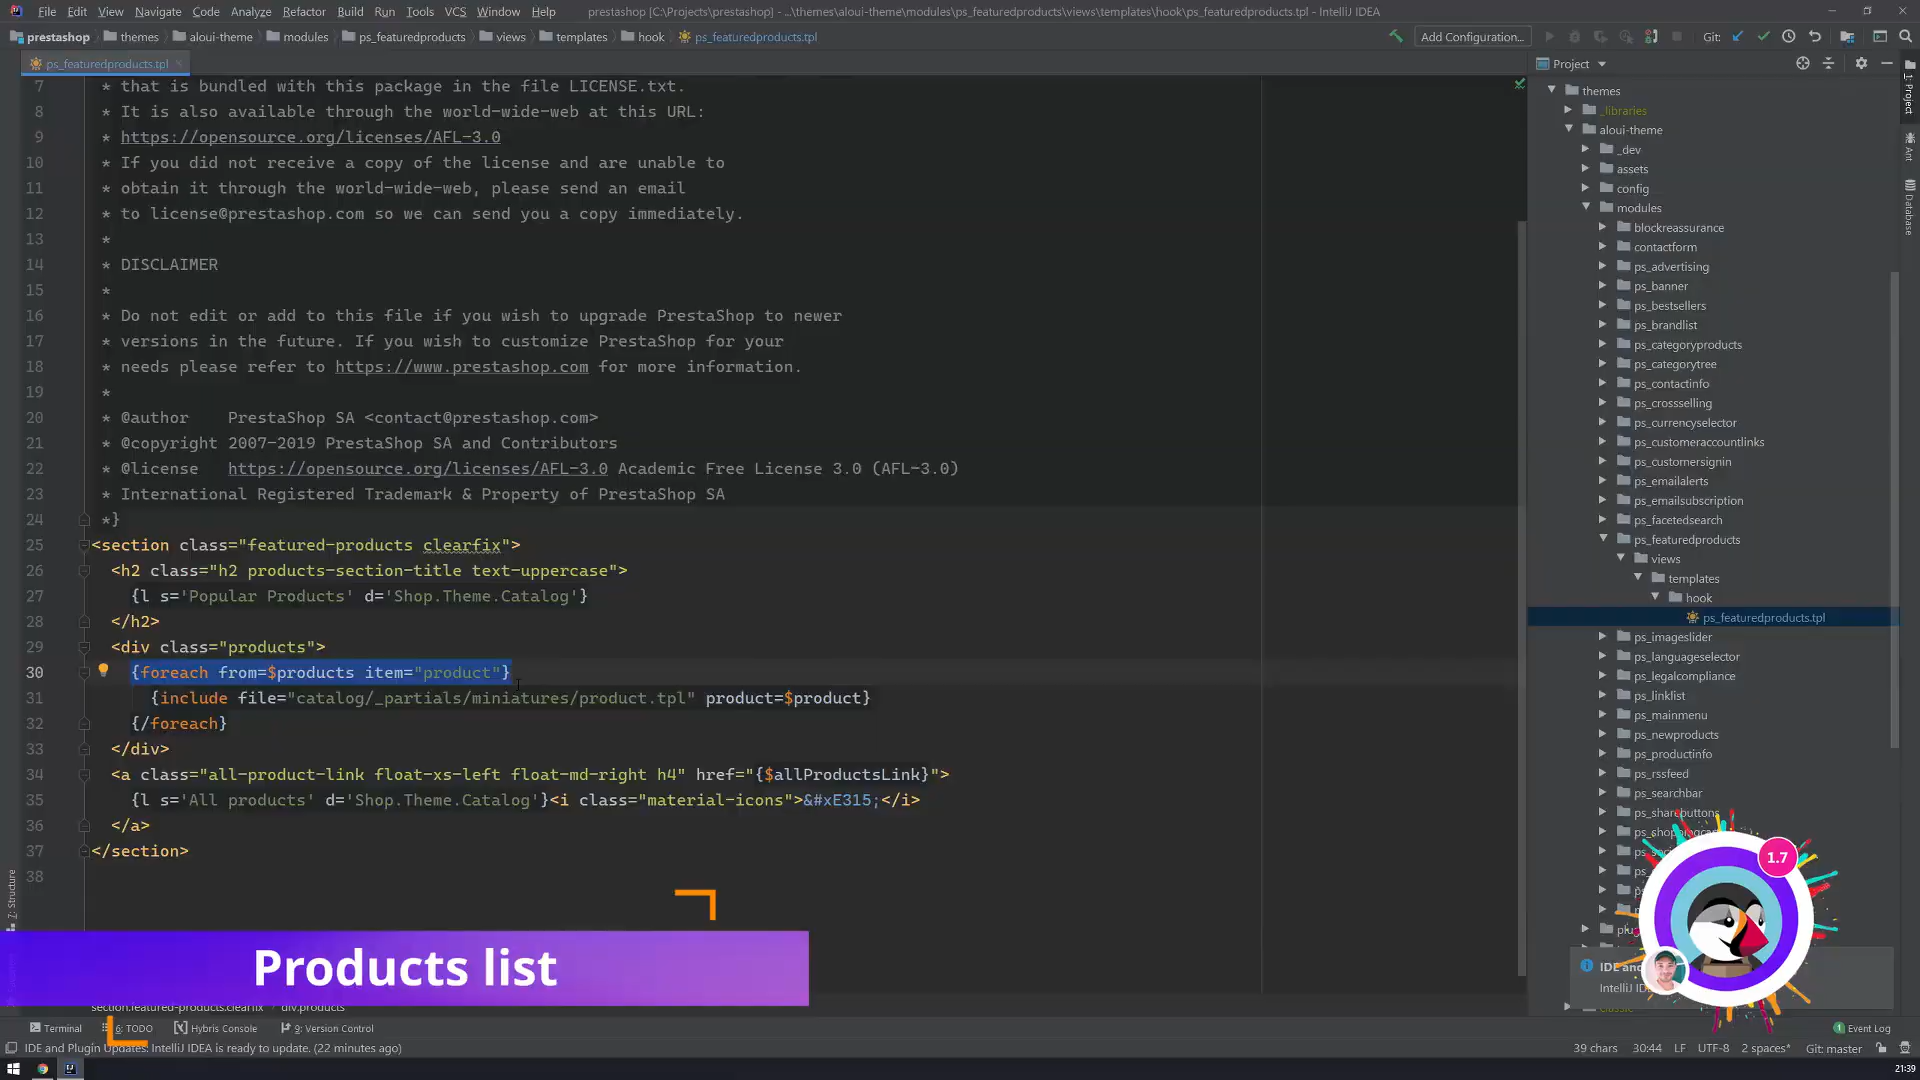 File Edit View Navigate Code Analyze Refactor Build Run Tools VCS Window Help prestashop [C:\Projects\prestashop] - ...\themes\aloui-theme\modules\ps_featuredproducts\views\templates\hook\ps_featuredproducts.tpl - IntelliJ IDEA
prestashop themes aloui-theme modules ps_featuredproducts views templates hook ps_featuredproducts.tpl Add Configuration... Git:
ps_featuredproducts.tpl
7 * that is bundled with this package in the file LICENSE.txt.
8 * It is also available through the world-wide-web at this URL:
9 * https://opensource.org/licenses/AFL-3.0
10 * If you did not receive a copy of the license and are unable to
11 * obtain it through the world-wide-web, please send an email
12 * to license@prestashop.com so we can send you a copy immediately.
13 *
14 * DISCLAIMER
15 *
16 * Do not edit or add to this file if you wish to upgrade PrestaShop to newer
17 * versions in the future. If you wish to customize PrestaShop for your
18 * needs please refer to https://www.prestashop.com for more information.
19 *
20 * @author    PrestaShop SA <contact@prestashop.com>
21 * @copyright 2007-2019 PrestaShop SA and Contributors
22 * @license   https://opensource.org/licenses/AFL-3.0 Academic Free License 3.0 (AFL-3.0)
23 * International Registered Trademark & Property of PrestaShop SA
24 *}
25 <section class="featured-products clearfix">
26 <h2 class="h2 products-section-title text-uppercase">
27 {l s='Popular Products' d='Shop.Theme.Catalog'}
28 </h2>
29 <div class="products">
30 {foreach from=$products item="product"}
31 {include file="catalog/_partials/miniatures/product.tpl" product=$product}
32 {/foreach}
33 </div>
34 <a class="all-product-link float-xs-left float-md-right h4" href="{$allProductsLink}">
35 {l s='All products' d='Shop.Theme.Catalog'}<i class="material-icons">&#xE315;</i>
36 </a>
37 </section>
38
Project
themes
_libraries
aloui-theme
_dev
assets
config
modules
blockreassurance
contactform
ps_advertising
ps_banner
ps_bestsellers
ps_brandlist
ps_categoryproducts
ps_categorytree
ps_contactinfo
ps_crossselling
ps_currencyselector
ps_customeraccountlinks
ps_customersignin
ps_emailalerts
ps_emailsubscription
ps_facetedsearch
ps_featuredproducts
views
templates
hook
ps_featuredproducts.tpl
ps_imageslider
ps_languageselector
ps_legalcompliance
ps_linklist
ps_mainmenu
ps_newproducts
ps_productinfo
ps_rssfeed
ps_searchbar
ps_sharebuttons
1: Project
Ant
Database
1.7
IDE and
IntelliJ
Products list
section.featured-products.clearfix div.products
Z: Structure
Terminal 6: TODO Hybris Console 9: Version Control 1 Event Log
IDE and Plugin Updates: IntelliJ IDEA is ready to update. (22 minutes ago) 39 chars 30:44 LF UTF-8 2 spaces* Git: master
21:39